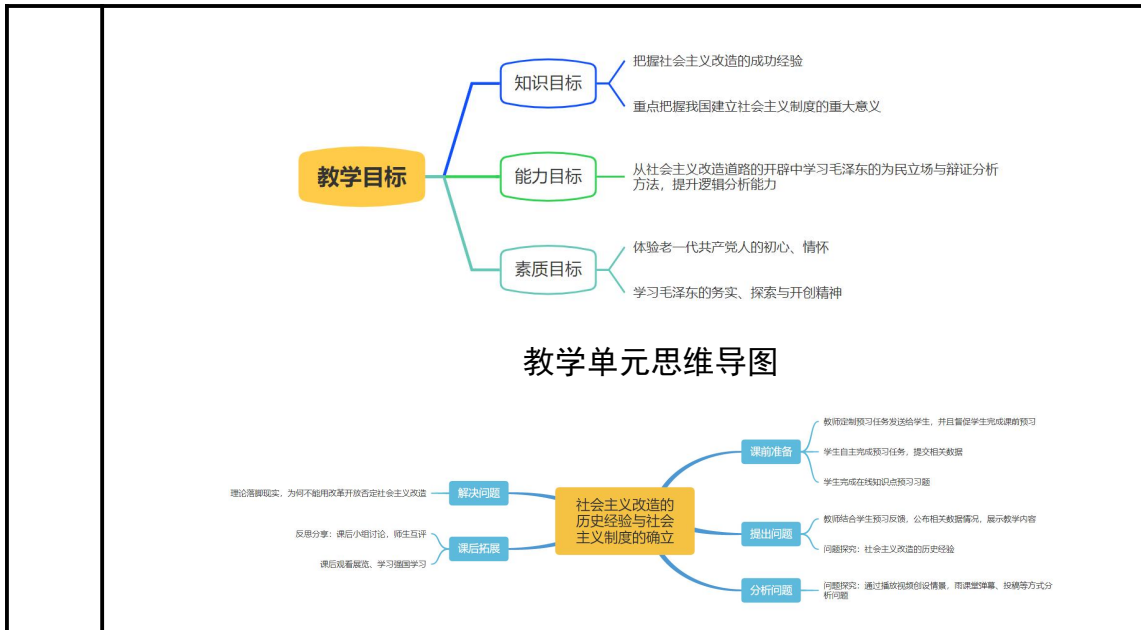 教学目标
知识目标
把握社会主义改造的成功经验
重点把握我国建立社会主义制度的重大意义
能力目标
从社会主义改造道路的开辟中学习毛泽东的为民立场与辩证分析
方法，提升逻辑分析能力
素质目标
体验老一代共产党人的初心、情怀
学习毛泽东的务实、探索与开创精神
教学单元思维导图
社会主义改造的
历史经验与社会
主义制度的确立
课前准备
教师定制预习任务发送给学生，并且督促学生完成课前预习
学生自主完成预习任务，提交相关数据
学生完成在线知识点预习习题
提出问题
教师结合学生预习反馈，公布相关数据情况，展示教学内容
问题探究：社会主义改造的历史经验
分析问题
问题探究：通过播放视频创设情景，雨课堂弹幕、投稿等方式分
析问题
解决问题
理论落脚现实，为何不能用改革开放否定社会主义改造
课后拓展
反思分享：课后小组讨论，师生互评
课后观看展览、学习强国学习